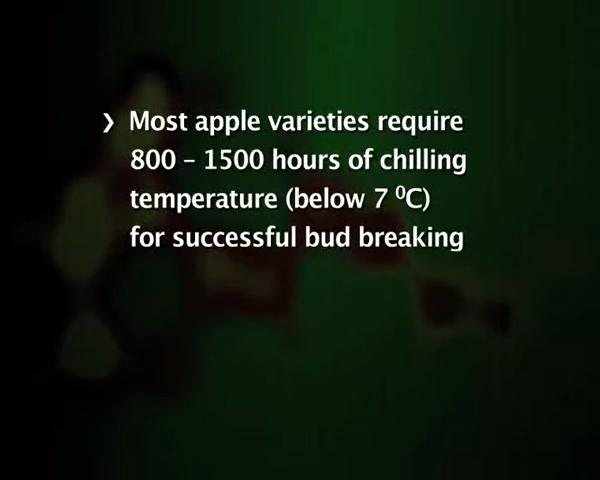 ❯ Most apple varieties require
800 – 1500 hours of chilling
temperature (below 7 ⁰C)
for successful bud breaking